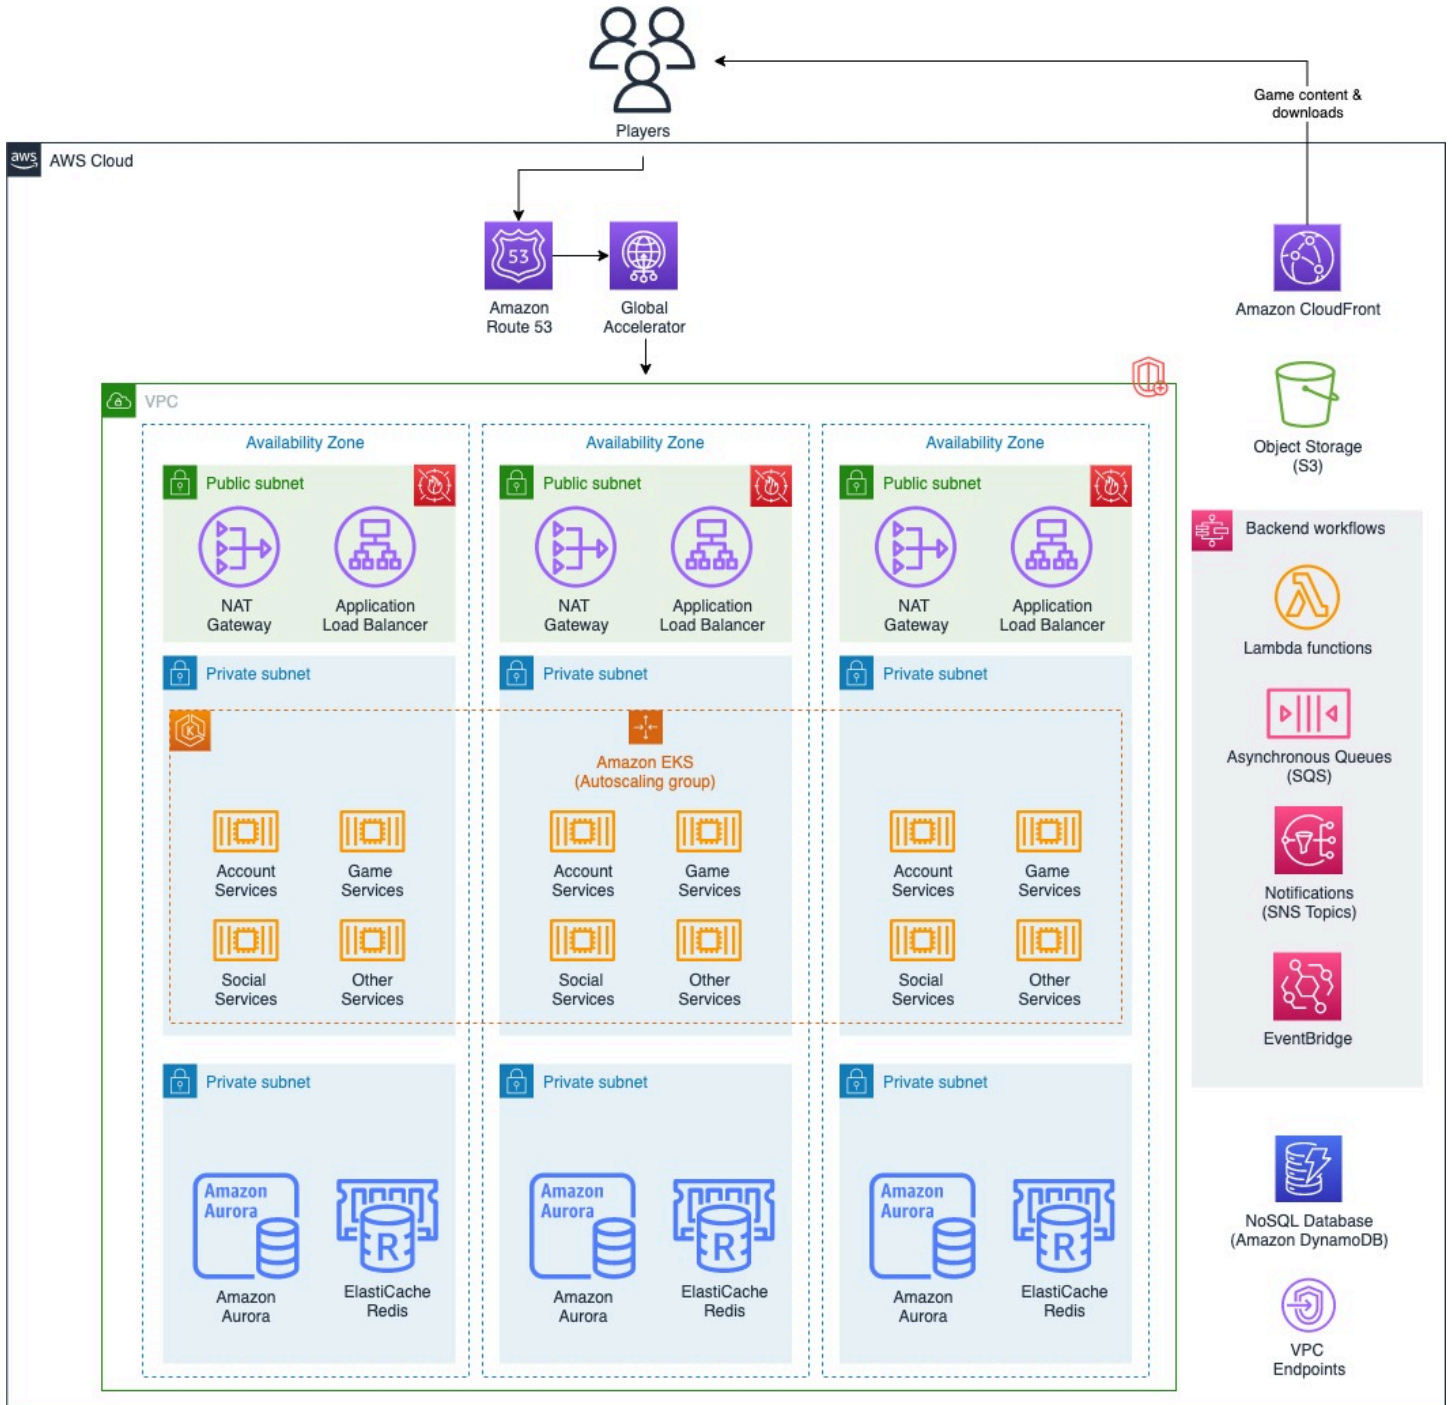 Players
Game content &
downloads
aws
AWS Cloud
53
Amazon
Route 53
Global
Accelerator
Amazon CloudFront
VPC
Availability Zone
Availability Zone
Availability Zone
Object Storage
(S3)
Public subnet
Public subnet
Public subnet
NAT
Gateway
Application
Load Balancer
NAT
Gateway
Application
Load Balancer
NAT
Gateway
Application
Load Balancer
Backend workflows
Lambda functions
Asynchronous Queues
(SQS)
Notifications
(SNS Topics)
EventBridge
Private subnet
Private subnet
Private subnet
K
Amazon EKS
(Autoscaling group)
Account
Services
Game
Services
Account
Services
Game
Services
Account
Services
Game
Services
Social
Services
Other
Services
Social
Services
Other
Services
Social
Services
Other
Services
Private subnet
Private subnet
Private subnet
Amazon
Aurora
R
Amazon
Aurora
R
Amazon
Aurora
R
Amazon
Aurora
ElastiCache
Redis
Amazon
Aurora
ElastiCache
Redis
Amazon
Aurora
ElastiCache
Redis
NoSQL Database
(Amazon DynamoDB)
VPC
Endpoints